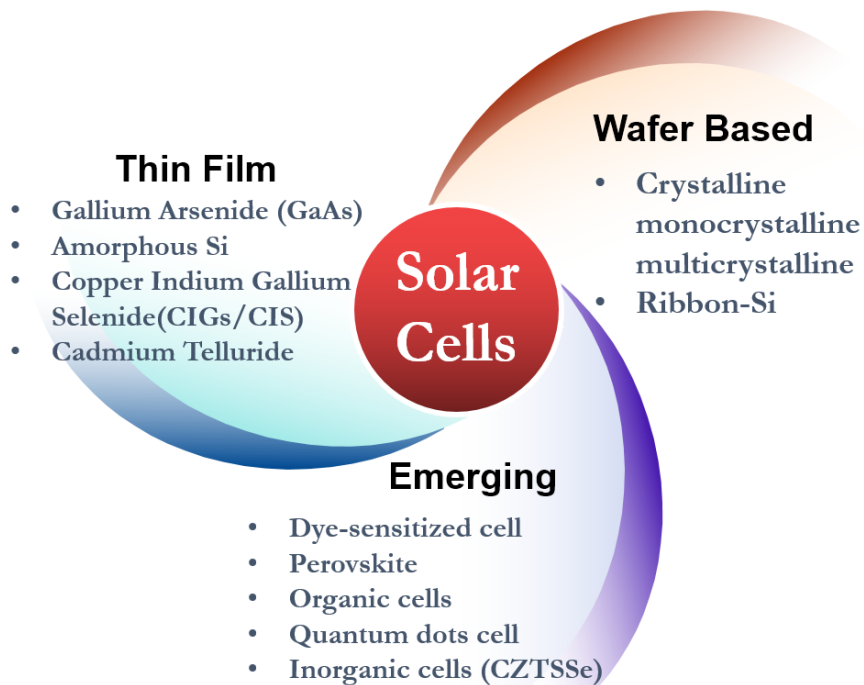 Wafer Based
• Crystalline
monocrystalline
multicrystalline
• Ribbon-Si
Thin Film
• Gallium Arsenide (GaAs)
• Amorphous Si
• Copper Indium Gallium
Selenide(CIGs/CIS)
• Cadmium Telluride
Solar
Cells
Emerging
• Dye-sensitized cell
• Perovskite
• Organic cells
• Quantum dots cell
• Inorganic cells (CZTSSe)